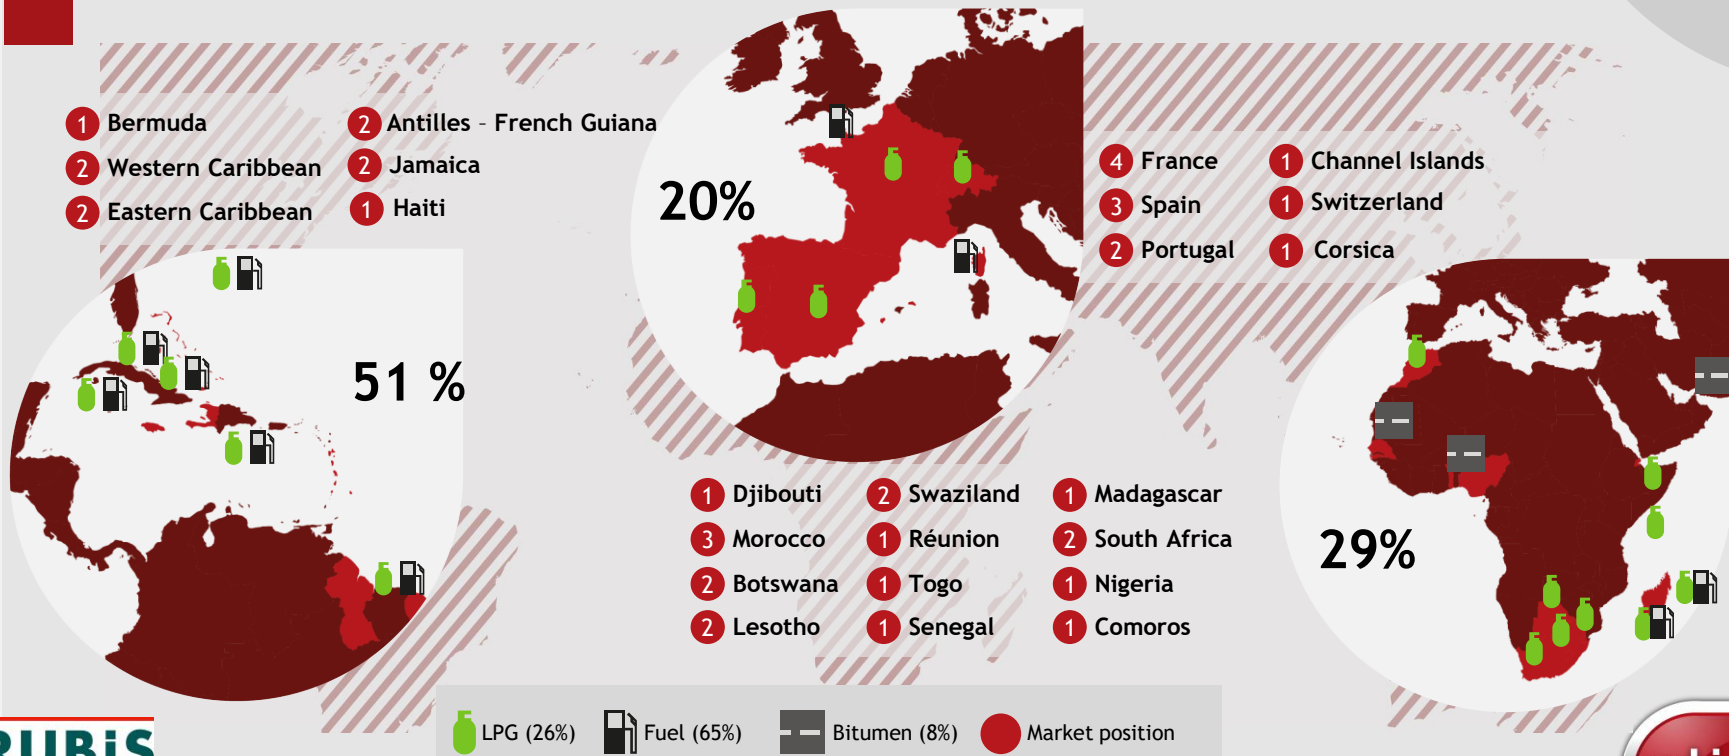 1 Bermuda
2 Western Caribbean
2 Eastern Caribbean
2 Antilles - French Guiana
2 Jamaica
1 Haiti
51 %
20%
4 France
3 Spain
2 Portugal
1 Channel Islands
1 Switzerland
1 Corsica
1 Djibouti
3 Morocco
2 Botswana
2 Lesotho
2 Swaziland
1 Réunion
1 Togo
1 Senegal
1 Madagascar
2 South Africa
1 Nigeria
1 Comoros
29%
LPG (26%) Fuel (65%) Bitumen (8%) Market position
RUBiS